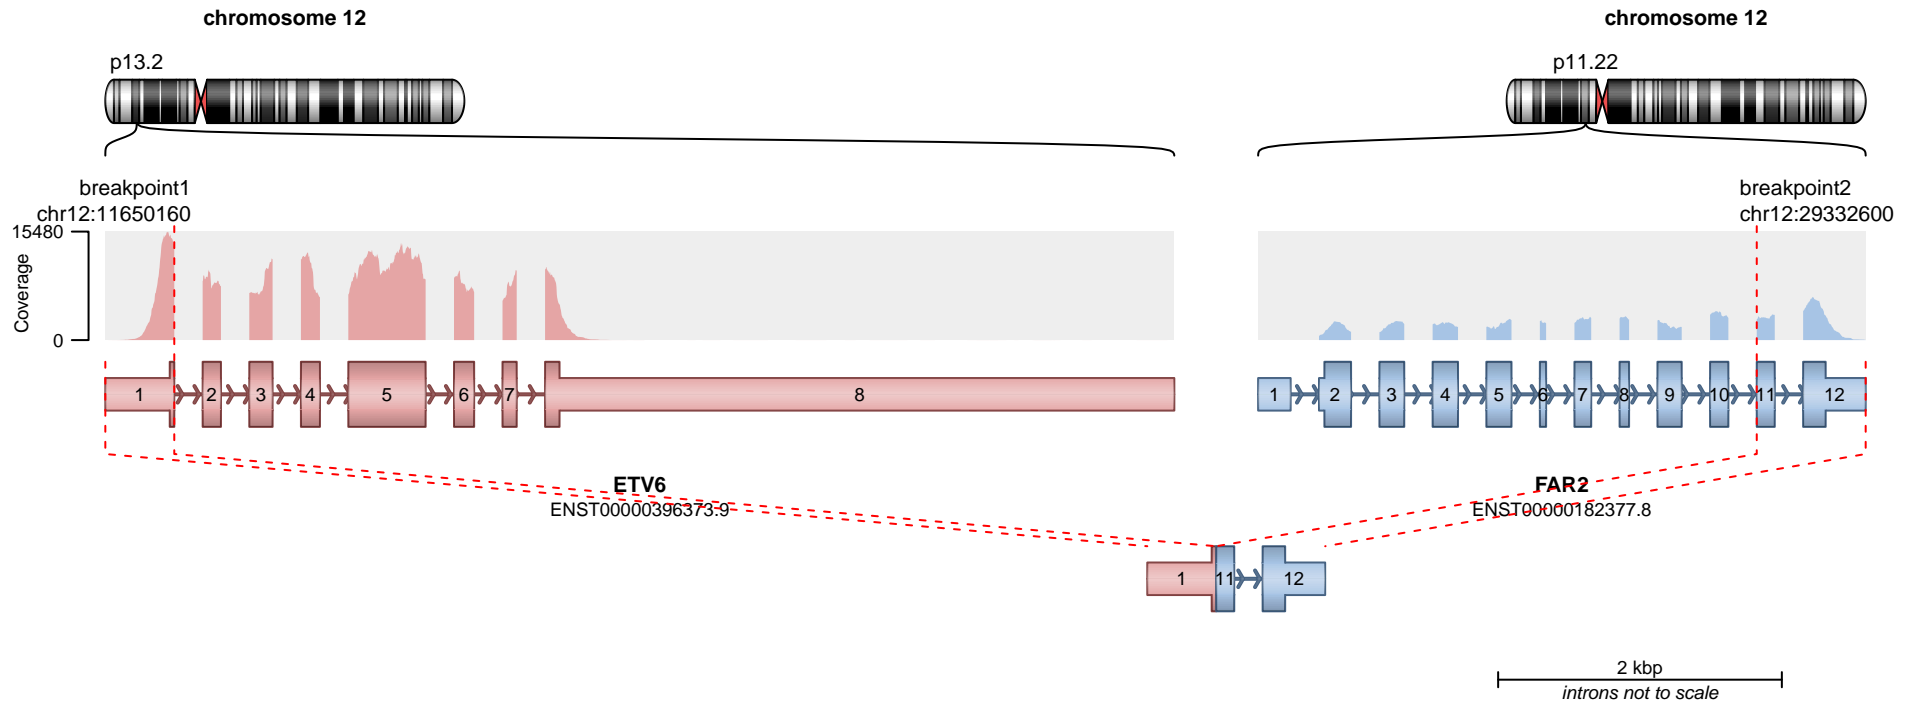 chromosome 12
chromosome 12
p13.2
p11.22
breakpoint1
chr12:11650160
breakpoint2
chr12:29332600
15480
Coverage
0
1 2 3 4 5 6 7 8
1 2 3 4 5 6 7 8 9 10 11 12
ETV6
ENST00000396373.9
FAR2
ENST00000182377.8
1 11 12
2 kbp
introns not to scale